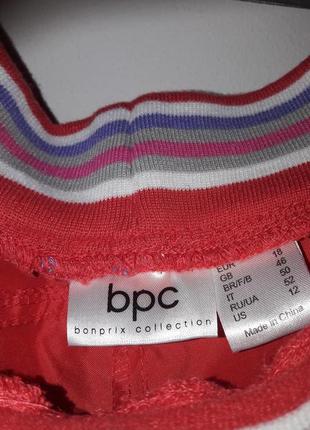 bpc
bonprix collection
EUR 18
GB 46
BR/F/B 50
IT 52
RU/UA 12
US
Made in China